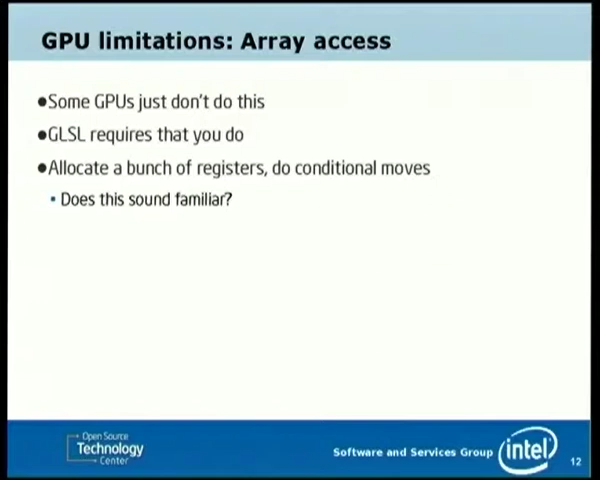 GPU limitations: Array access
●Some GPUs just don't do this
●GLSL requires that you do
●Allocate a bunch of registers, do conditional moves
• Does this sound familiar?
Open Source
Technology
Center
Software and Services Group
intel
12